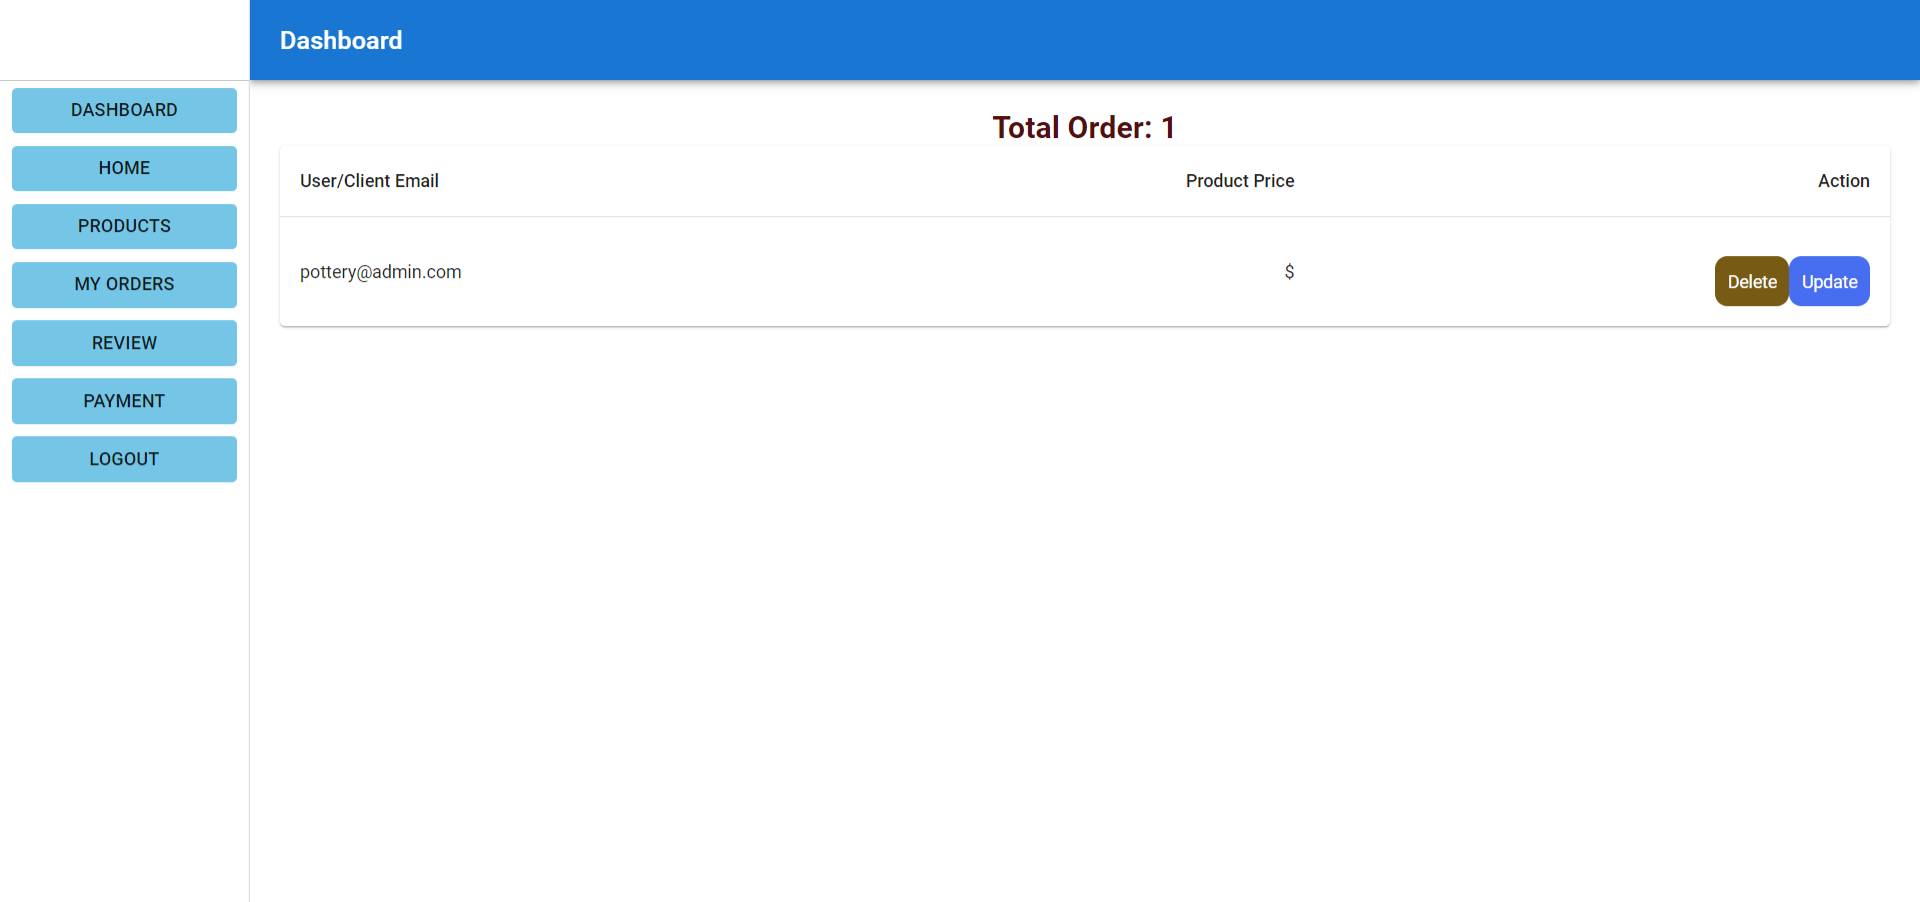 Dashboard
DASHBOARD
HOME
PRODUCTS
MY ORDERS
REVIEW
PAYMENT
LOGOUT
Total Order: 1
User/Client Email Product Price Action
pottery@admin.com $ Delete Update